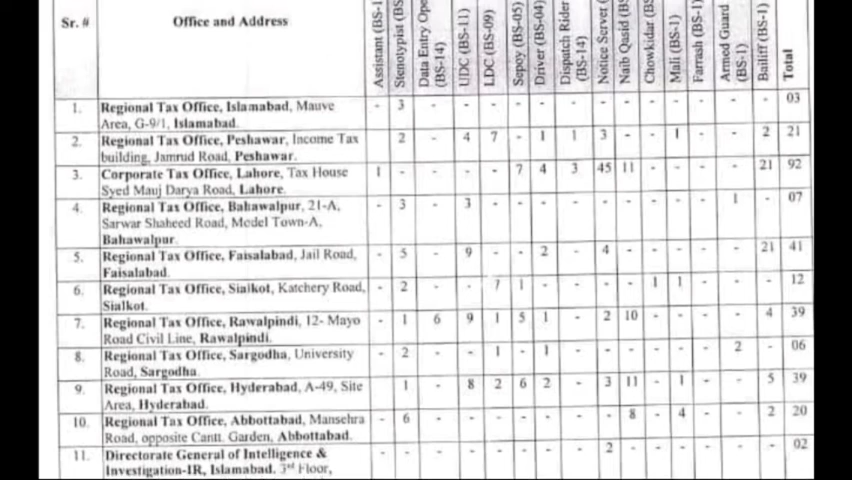 Sr. # Office and Address Assistant (BS-1 Stenotypist (BS Data Entry Ope (BS-14) UDC (BS-11) LDC (BS-09) Sepoy (BS-05) Driver (BS-04) Dispatch Rider (BS-14) Notice Server ( Naib Qasid (BS Chowkidar (BS Mali (BS-1) Farrash (BS-1) Armed Guard (BS-1) Bailiff (BS-1) Total
1. Regional Tax Office, Islamabad, Mauve - 3 - - - - - - - - - - - - - 03
Area, G-9/1, Islamabad.
2. Regional Tax Office, Peshawar, Income Tax 2 - 4 7 - 1 1 3 - - 1 - - 2 21
building, Jamrud Road, Peshawar.
3. Corporate Tax Office, Lahore, Tax House 1 - - - - 7 4 3 45 11 - - - - 21 92
Syed Mauj Darya Road, Lahore.
4. Regional Tax Office, Bahawalpur, 21-A, - 3 3 - - - - - - - - - 1 - 07
Sarwar Shaheed Road, Model Town-A,
Bahawalpur.
5. Regional Tax Office, Faisalabad, Jail Road, - 5 - 9 - - 2 - 4 - - - - - 21 41
Faisalabad.
6. Regional Tax Office, Sialkot, Katchery Road, - 2 - - 7 1 - - - - 1 1 - - - 12
Sialkot.
7. Regional Tax Office, Rawalpindi, 12- Mayo - 1 6 9 1 5 1 - 2 10 - - - - 4 39
Road Civil Line, Rawalpindi.
8. Regional Tax Office, Sargodha, University - 2 - - 1 - 1 - - - - - - 2 - 06
Road, Sargodha.
9. Regional Tax Office, Hyderabad, A-49, Site 1 - 8 2 6 2 - 3 11 - 1 - - 5 39
Area, Hyderabad.
10. Regional Tax Office, Abbottabad, Mansehra - 6 - - - - - - - 8 - 4 - - 2 20
Road, opposite Cantt. Garden, Abbottabad.
11. Directorate General of Intelligence & - - - - - - - 2 - - - - - - 02
Investigation-IR, Islamabad. 3rd Floor,